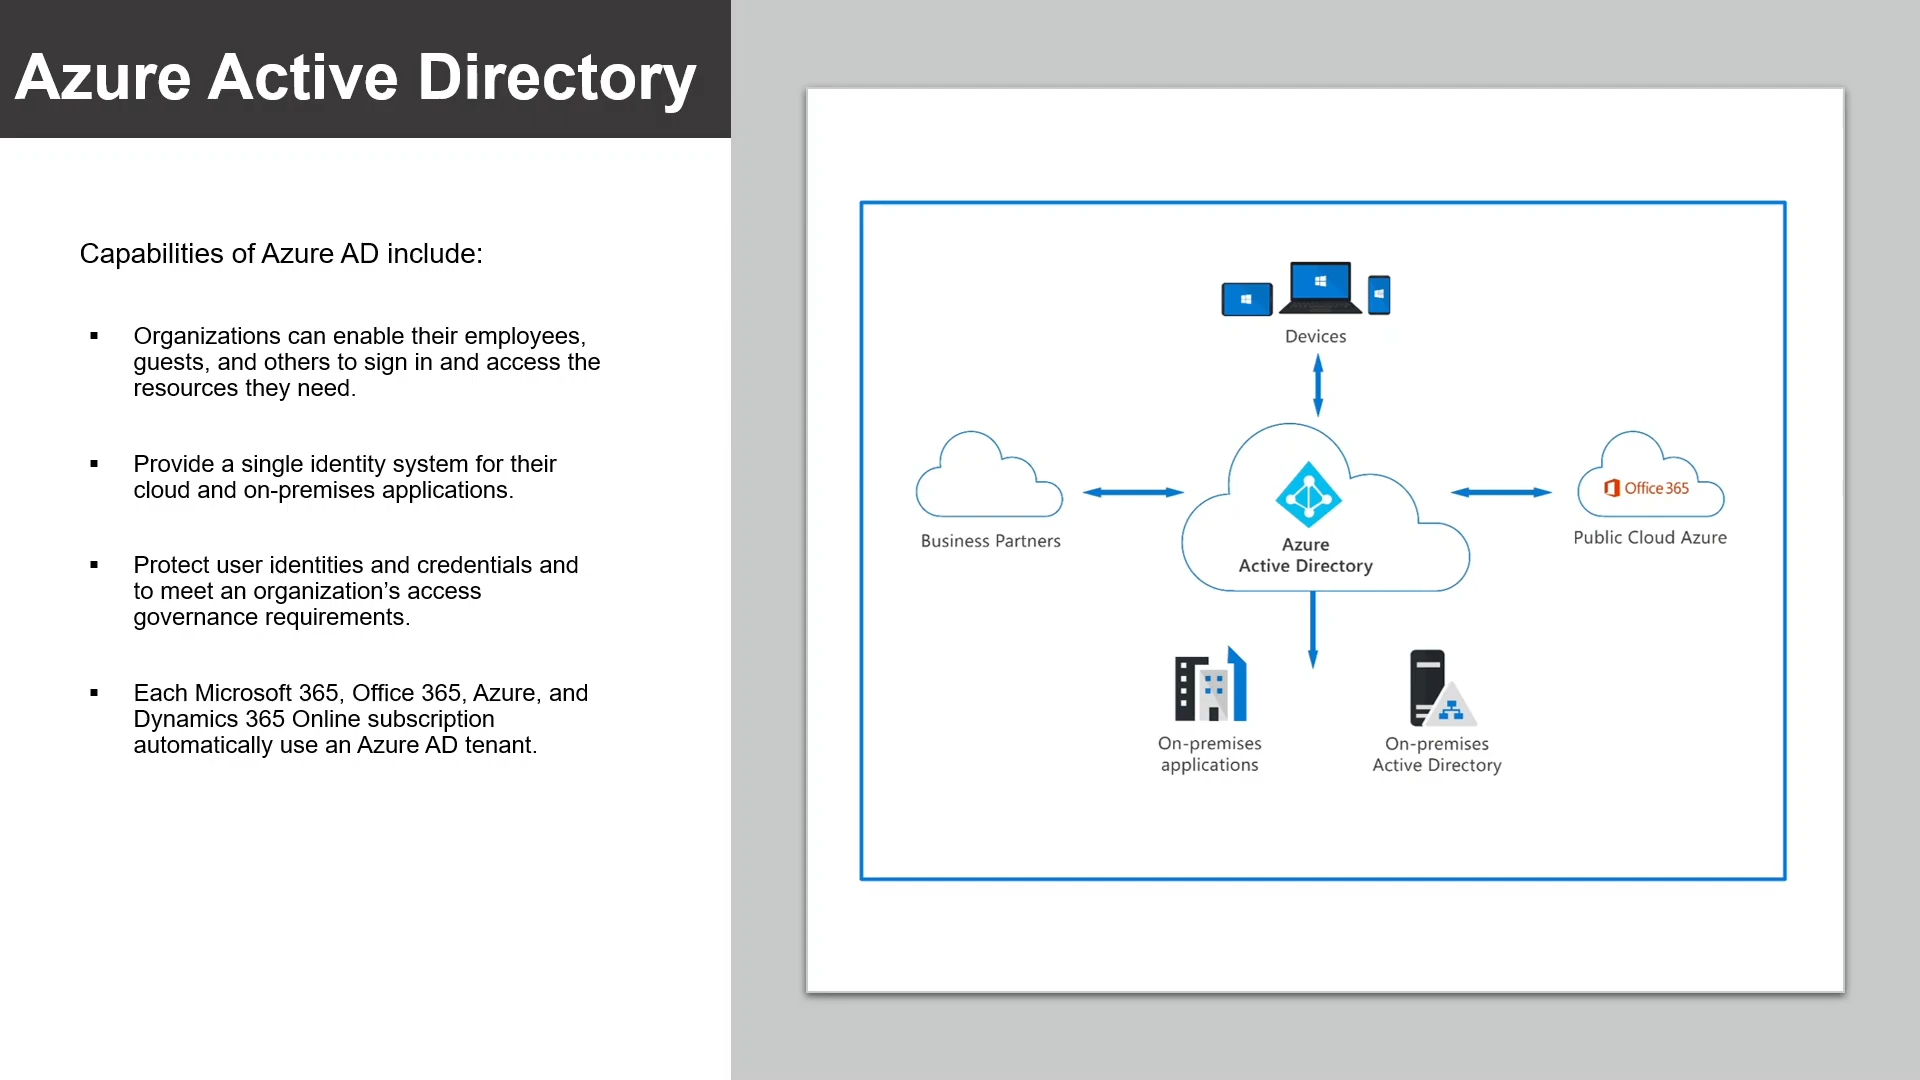 Azure Active Directory
Capabilities of Azure AD include:
▪ Organizations can enable their employees,
guests, and others to sign in and access the
resources they need.
▪ Provide a single identity system for their
cloud and on-premises applications.
▪ Protect user identities and credentials and
to meet an organization’s access
governance requirements.
▪ Each Microsoft 365, Office 365, Azure, and
Dynamics 365 Online subscription
automatically use an Azure AD tenant.
Devices
Business Partners
Azure
Active Directory
Office 365
Public Cloud Azure
On-premises
applications
On-premises
Active Directory